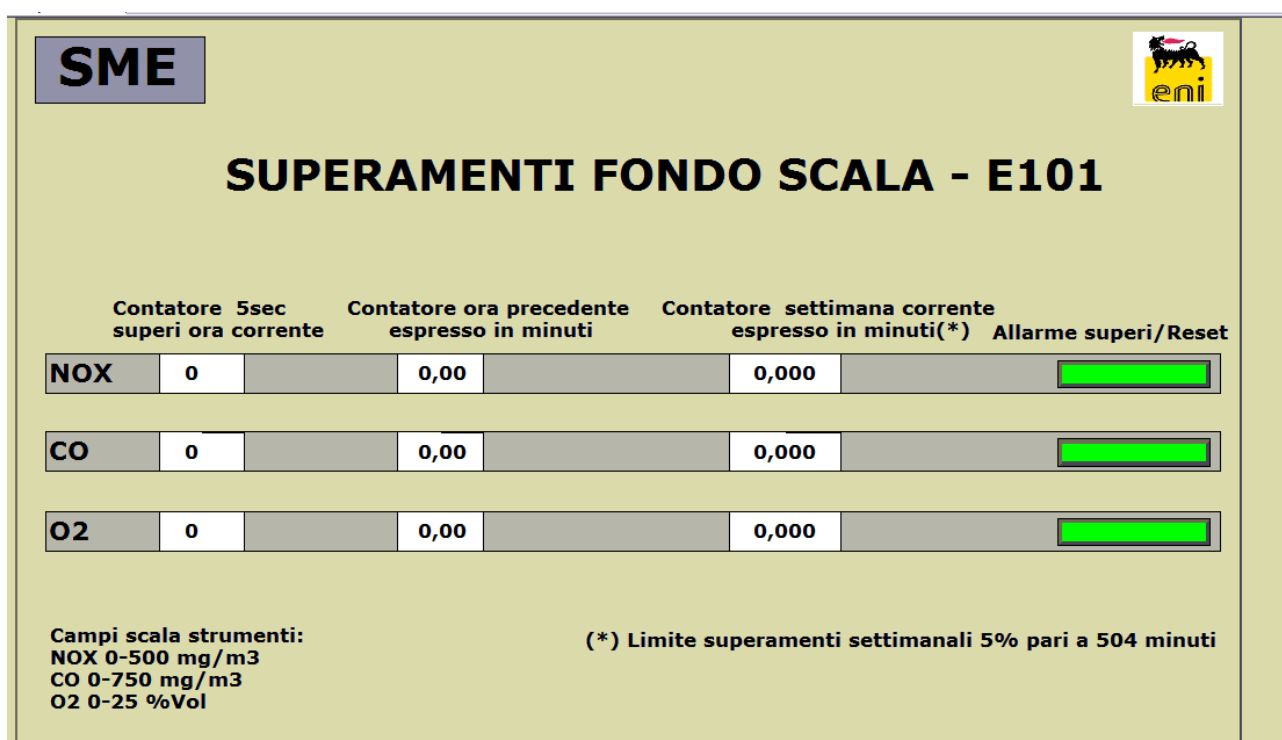 SME
eni
SUPERAMENTI FONDO SCALA - E101
Contatore 5sec
superi ora corrente
Contatore ora precedente
espresso in minuti
Contatore settimana corrente
espresso in minuti(*)
Allarme superi/Reset
NOX 0 0,00 0,000
CO 0 0,00 0,000
O2 0 0,00 0,000
Campi scala strumenti:
NOX 0-500 mg/m3
CO 0-750 mg/m3
O2 0-25 %Vol
(*) Limite superamenti settimanali 5% pari a 504 minuti